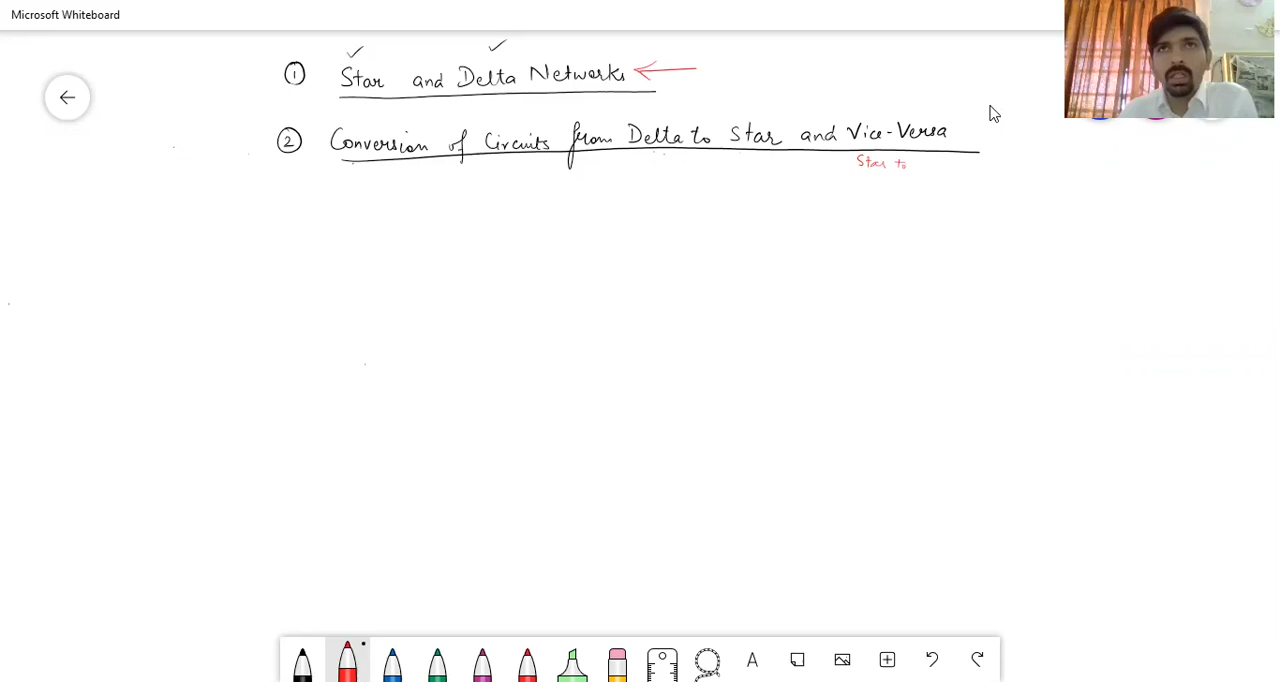 Microsoft Whiteboard
① Star and Delta Networks
② Conversion of Circuits from Delta to Star and Vice-Versa
Star to
A